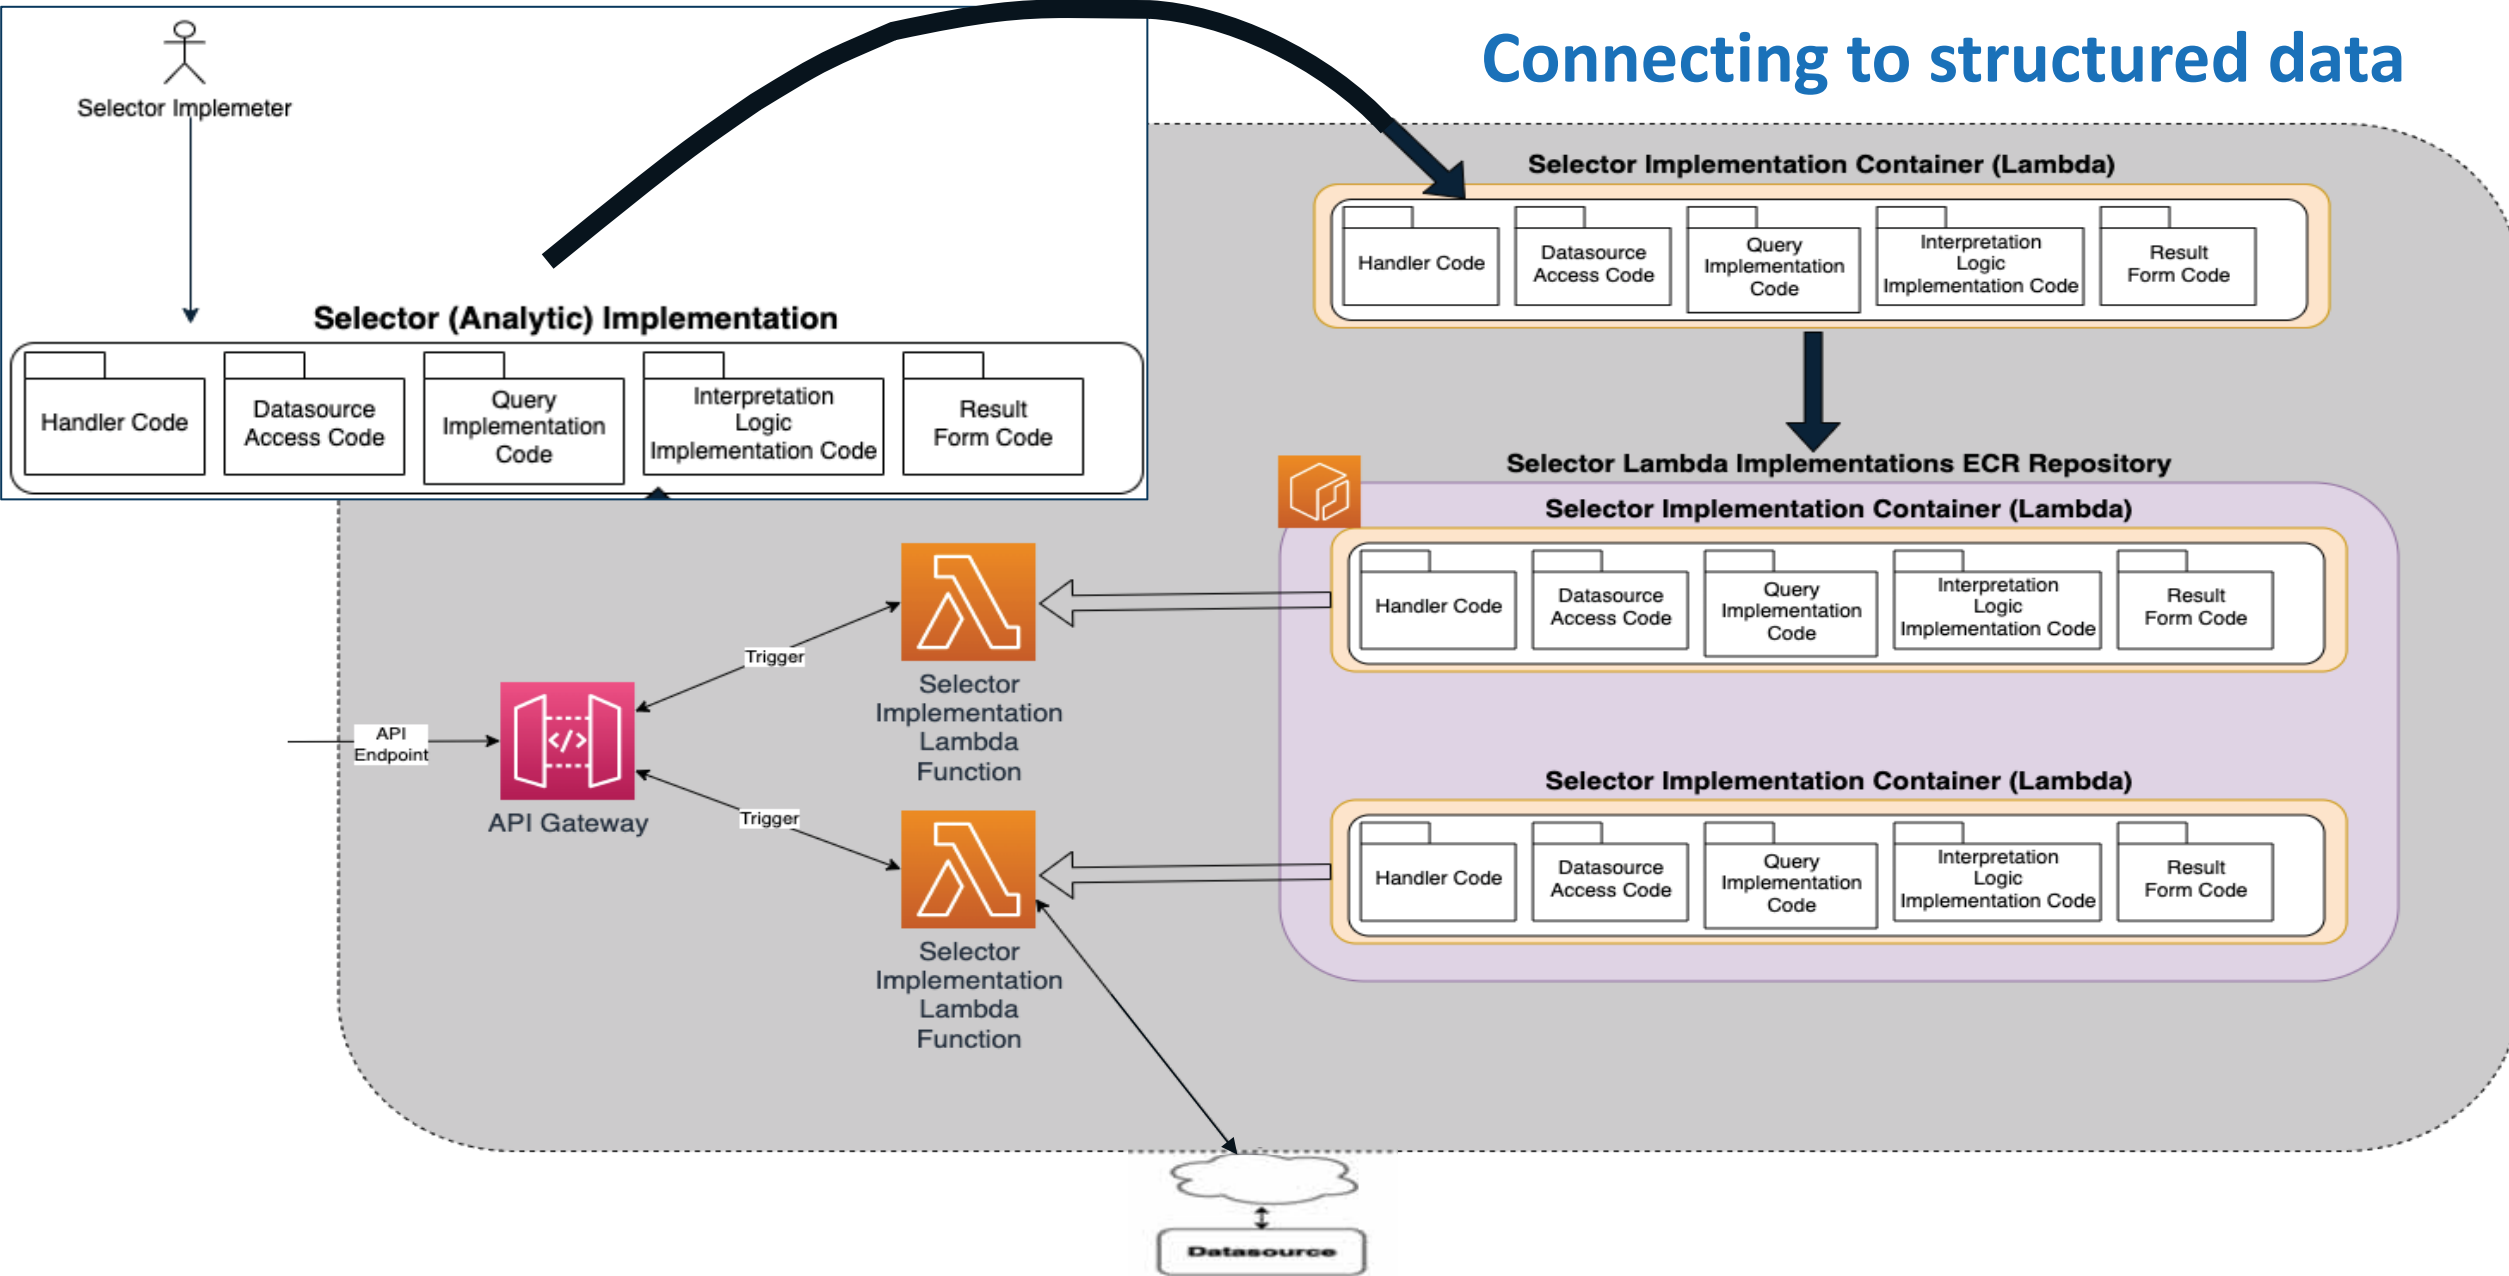 Connecting to structured data
Selector Implemeter
Selector (Analytic) Implementation
Handler Code
Datasource
Access Code
Query
Implementation
Code
Interpretation
Logic
Implementation Code
Result
Form Code
Selector Implementation Container (Lambda)
Handler Code
Datasource
Access Code
Query
Implementation
Code
Interpretation
Logic
Implementation Code
Result
Form Code
Selector Lambda Implementations ECR Repository
Selector Implementation Container (Lambda)
Handler Code
Datasource
Access Code
Query
Implementation
Code
Interpretation
Logic
Implementation Code
Result
Form Code
Selector Implementation Container (Lambda)
Handler Code
Datasource
Access Code
Query
Implementation
Code
Interpretation
Logic
Implementation Code
Result
Form Code
API
Endpoint
</>
API Gateway
Trigger
Trigger
Selector
Implementation
Lambda
Function
Selector
Implementation
Lambda
Function
Datasource